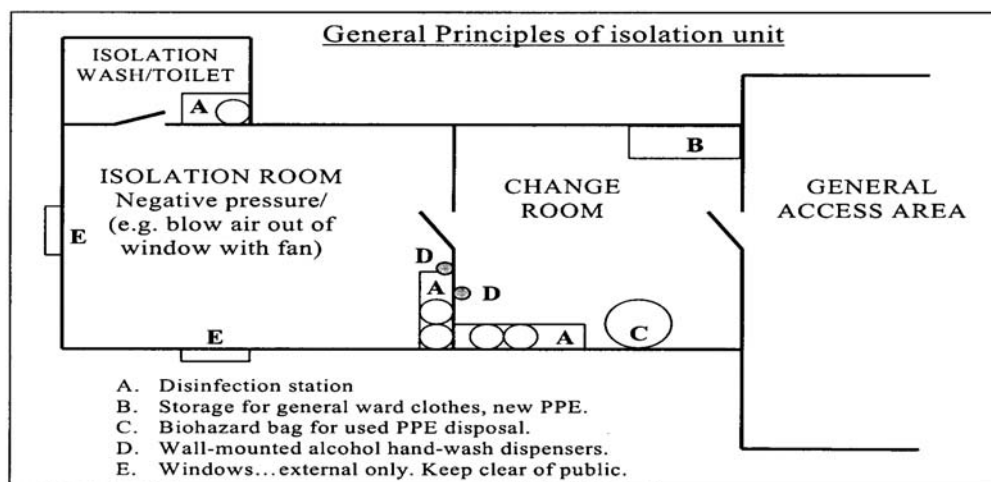 General Principles of isolation unit
ISOLATION
WASH/TOILET
A
B
ISOLATION ROOM
Negative pressure/
(e.g. blow air out of
window with fan)
CHANGE
ROOM
GENERAL
ACCESS AREA
E
D
A
D
E
A
C
A. Disinfection station
B. Storage for general ward clothes, new PPE.
C. Biohazard bag for used PPE disposal.
D. Wall-mounted alcohol hand-wash dispensers.
E. Windows...external only. Keep clear of public.